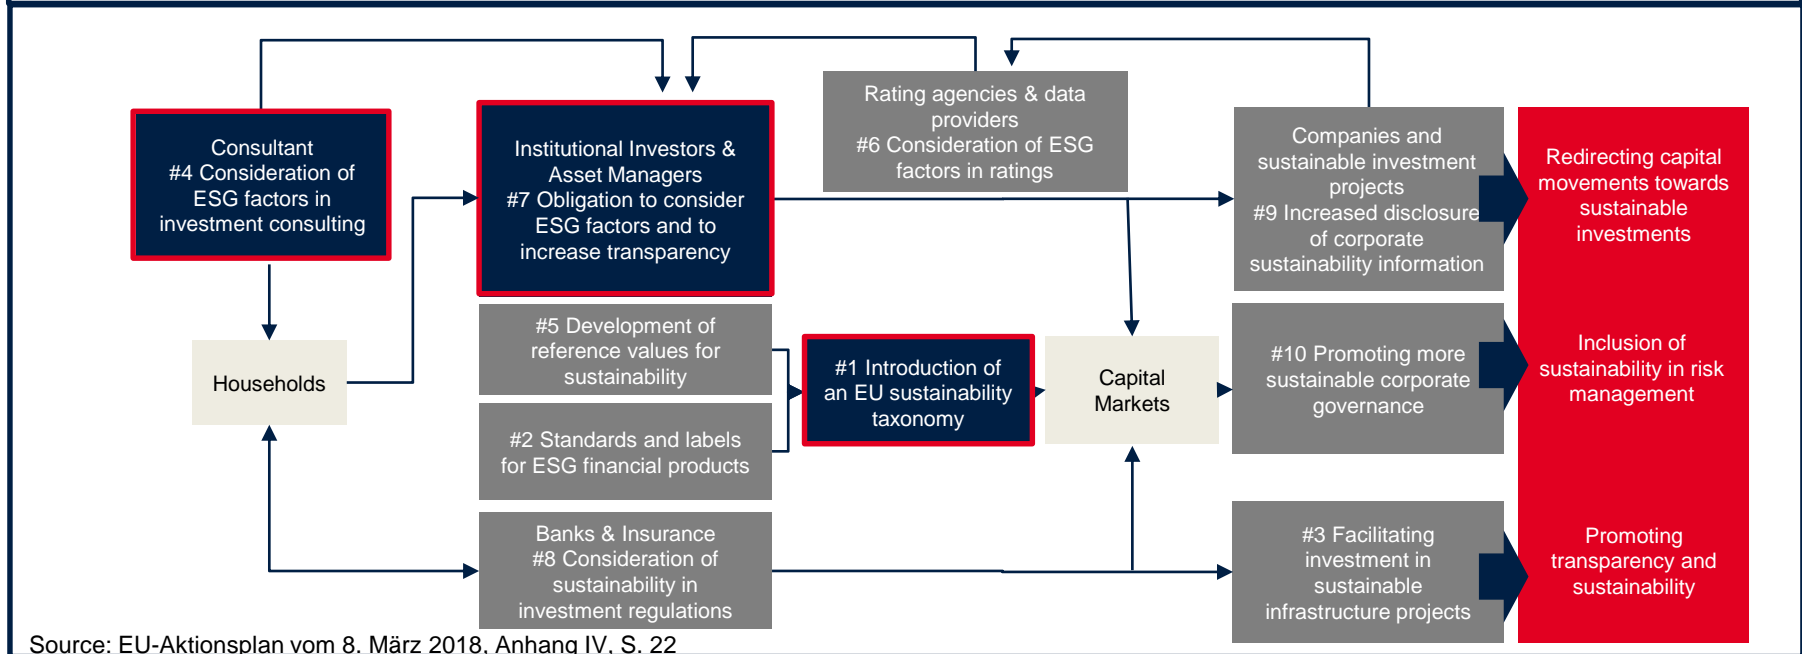 Consultant
#4 Consideration of
ESG factors in
investment consulting
Households
Institutional Investors &
Asset Managers
#7 Obligation to consider
ESG factors and to
increase transparency
#5 Development of
reference values for
sustainability
#2 Standards and labels
for ESG financial products
Banks & Insurance
#8 Consideration of
sustainability in
investment regulations
Rating agencies & data
providers
#6 Consideration of ESG
factors in ratings
#1 Introduction of
an EU sustainability
taxonomy
Capital
Markets
Companies and
sustainable investment
projects
#9 Increased disclosure
of corporate
sustainability information
#10 Promoting more
sustainable corporate
governance
#3 Facilitating
investment in
sustainable
infrastructure projects
Redirecting capital
movements towards
sustainable
investments
Inclusion of
sustainability in risk
management
Promoting
transparency and
sustainability
Source: EU-Aktionsplan vom 8. März 2018, Anhang IV, S. 22